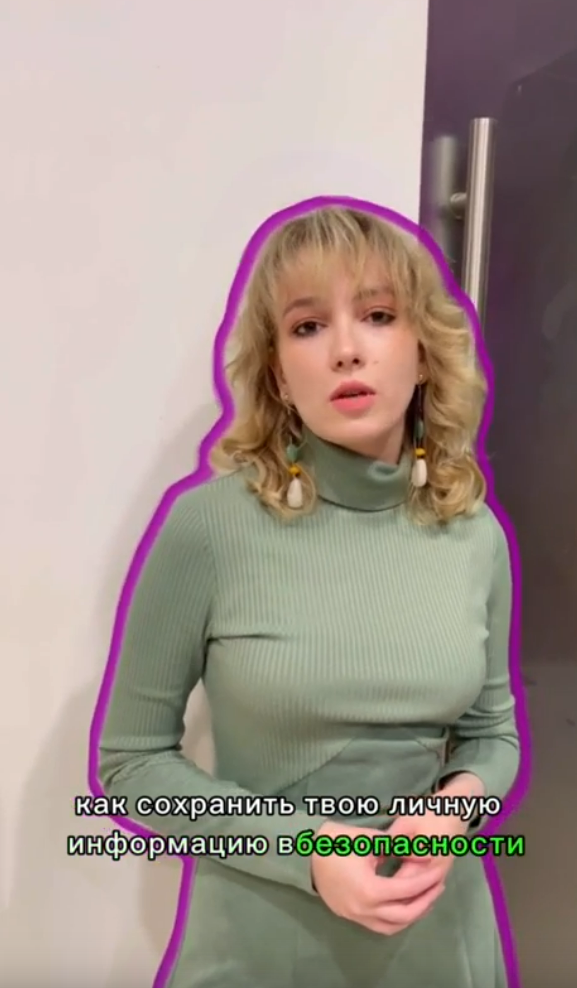 как сохранить твою личную
информацию вбезопасности